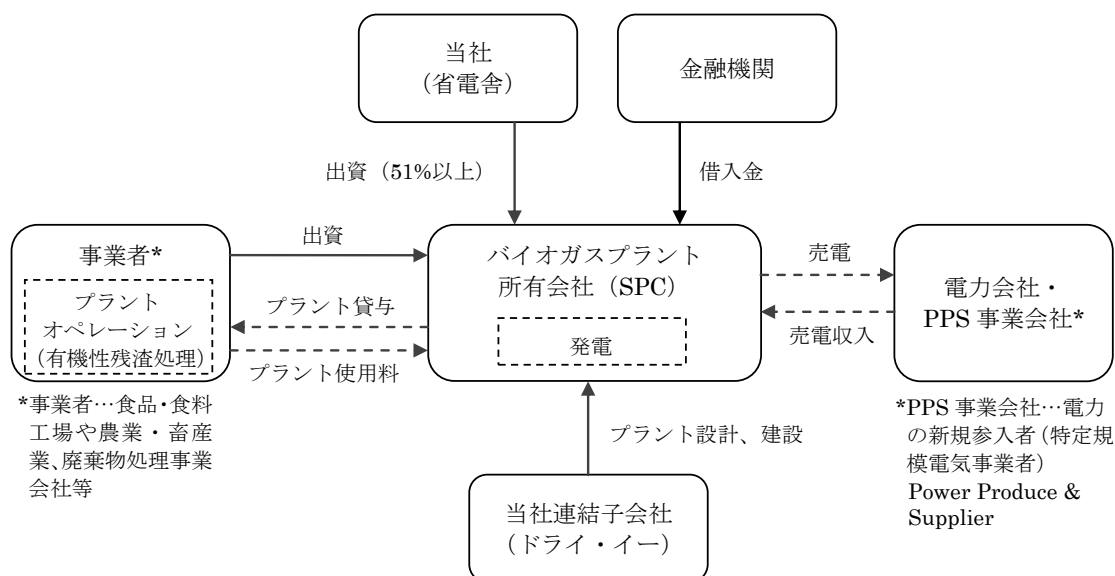 当社
(省電舎)
金融機関
出資（51%以上）
借入金
事業者*
プラント
オペレーション
(有機性残渣処理)
出資
プラント貸与
プラント使用料
バイオガスプラント
所有会社（SPC）
発電
売電
売電収入
電力会社・
PPS 事業会社*
*事業者…食品・食料
工場や農業・畜産
業、廃棄物処理事業
会社等
プラント設計、建設
*PPS 事業会社…電力
の新規参入者（特定規
模電気事業者）
Power Produce &
Supplier
当社連結子会社
（ドライ・イー）